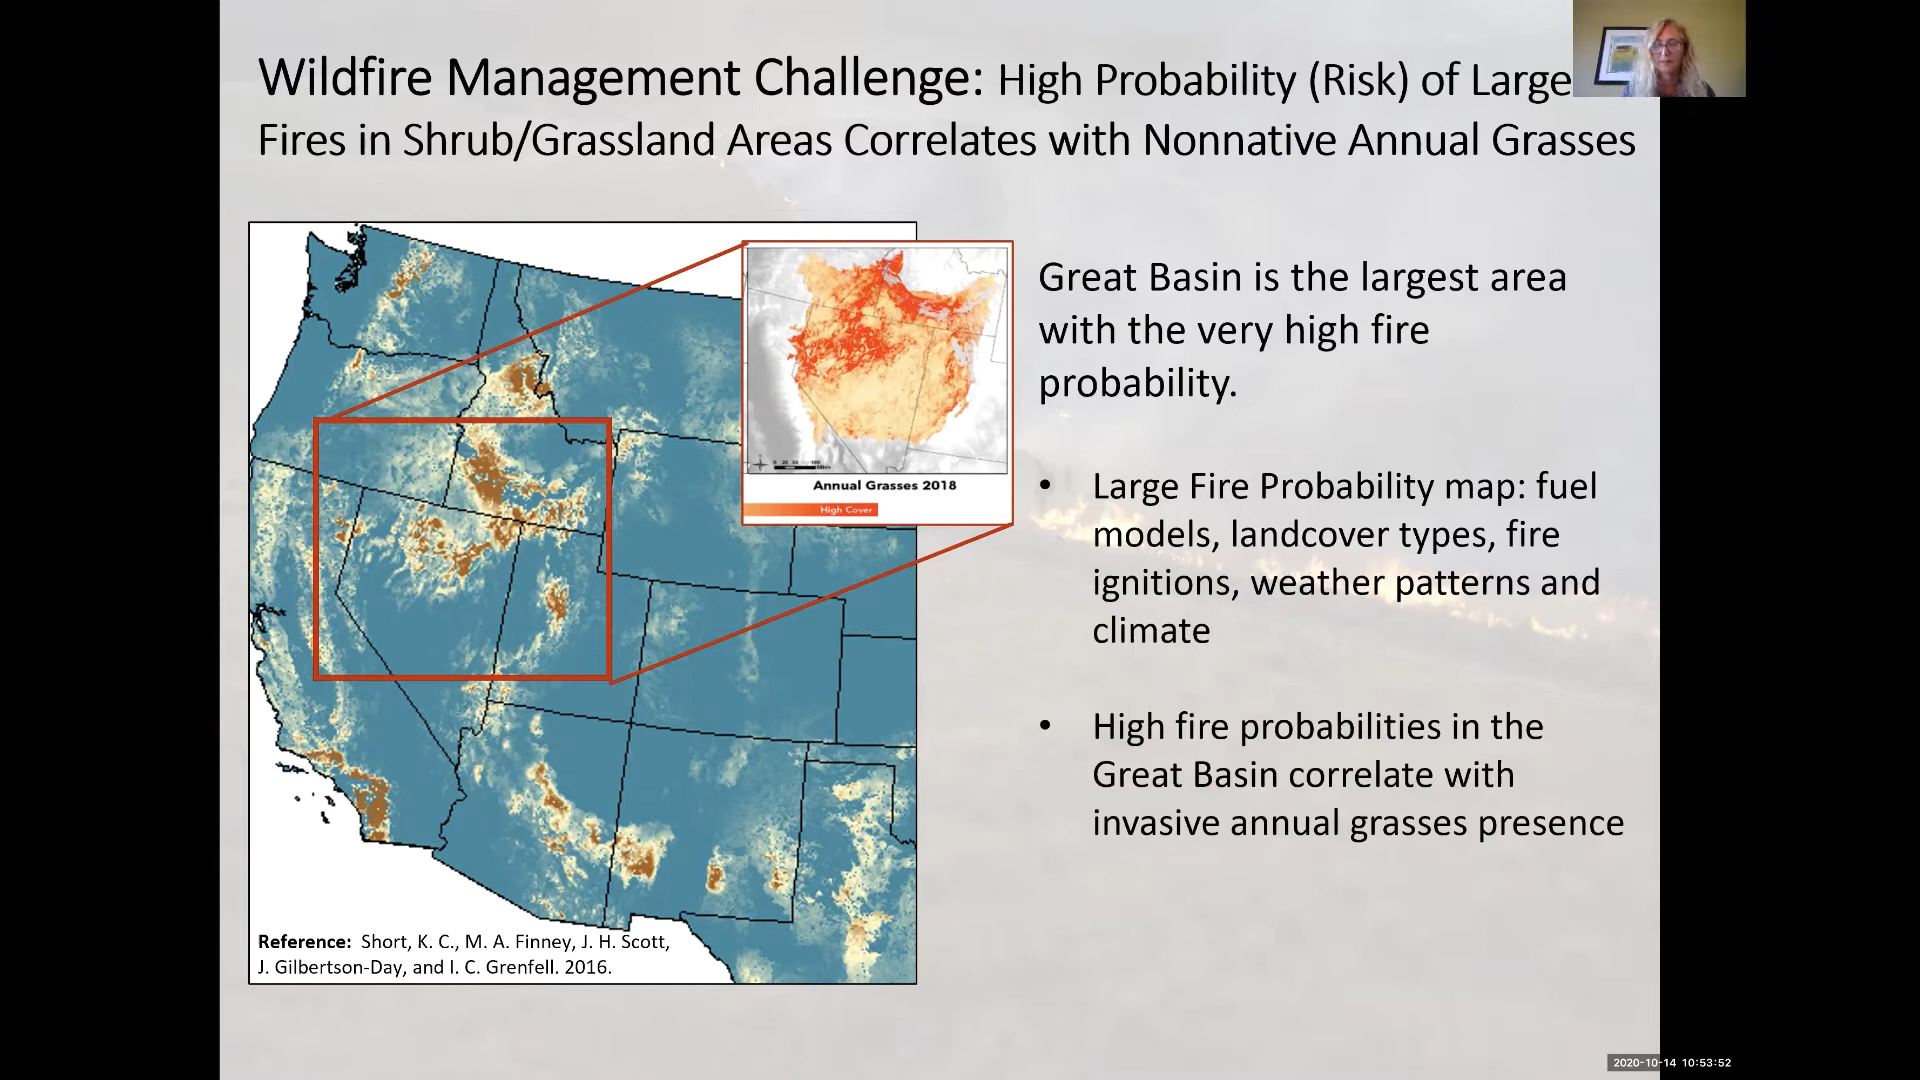 Wildfire Management Challenge: High Probability (Risk) of Large
Fires in Shrub/Grassland Areas Correlates with Nonnative Annual Grasses
Annual Grasses 2018
High Cover
Reference: Short, K. C., M. A. Finney, J. H. Scott,
J. Gilbertson-Day, and I. C. Grenfell. 2016.
Great Basin is the largest area
with the very high fire
probability.
• Large Fire Probability map: fuel
models, landcover types, fire
ignitions, weather patterns and
climate
• High fire probabilities in the
Great Basin correlate with
invasive annual grasses presence
2020-10-14 10:53:52